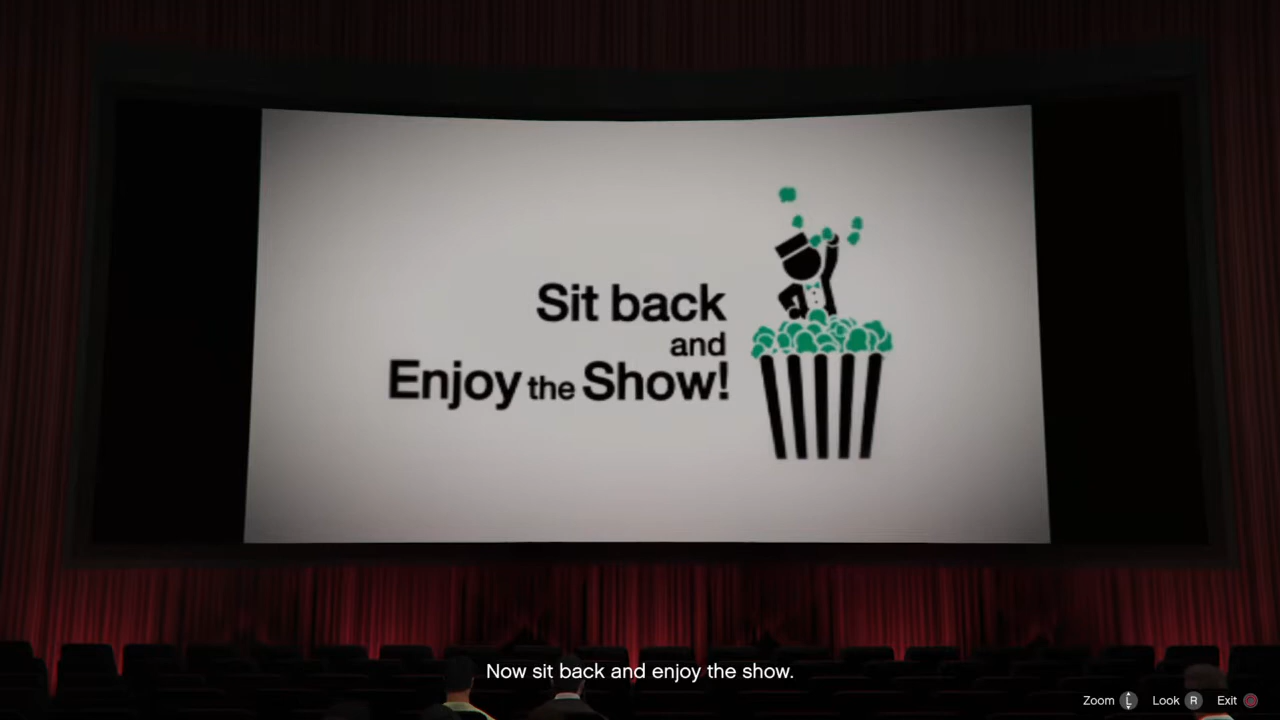 Sit back
and
Enjoy the Show!
Now sit back and enjoy the show.
Zoom L Look R Exit